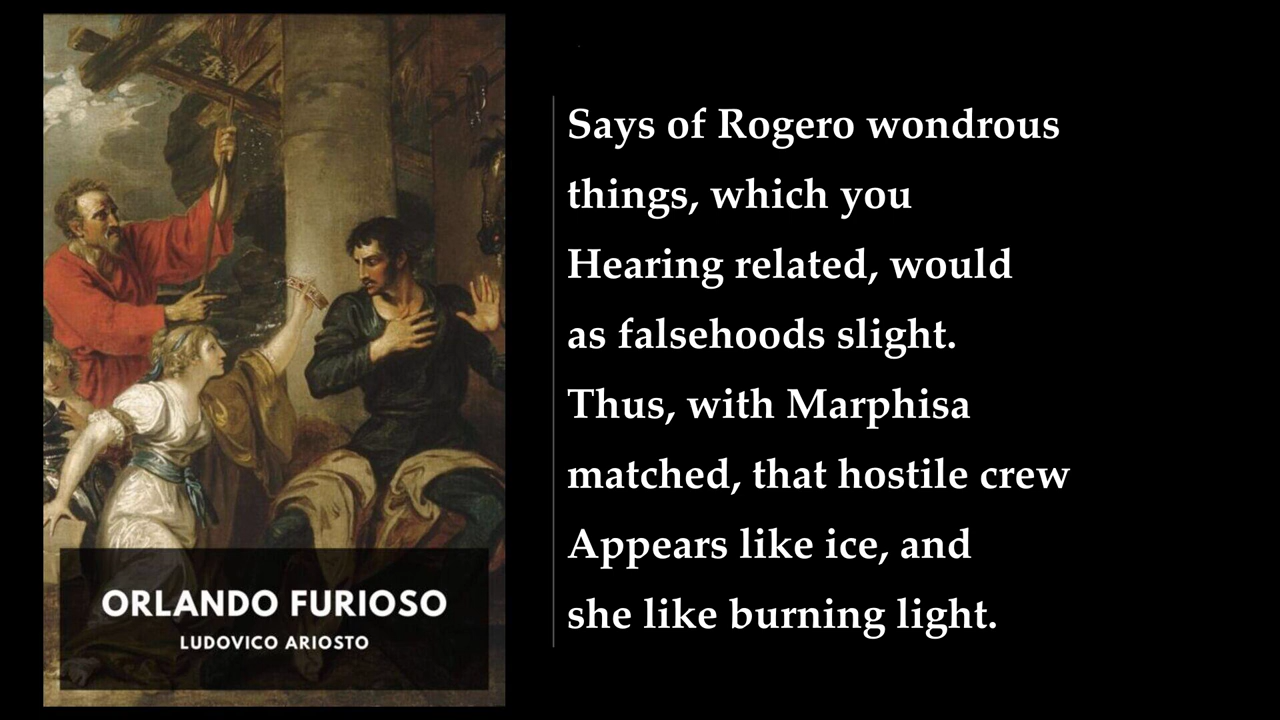 ORLANDO FURIOSO
LUDOVICO ARIOSTO
Says of Rogero wondrous
things, which you
Hearing related, would
as falsehoods slight.
Thus, with Marphisa
matched, that hostile crew
Appears like ice, and
she like burning light.